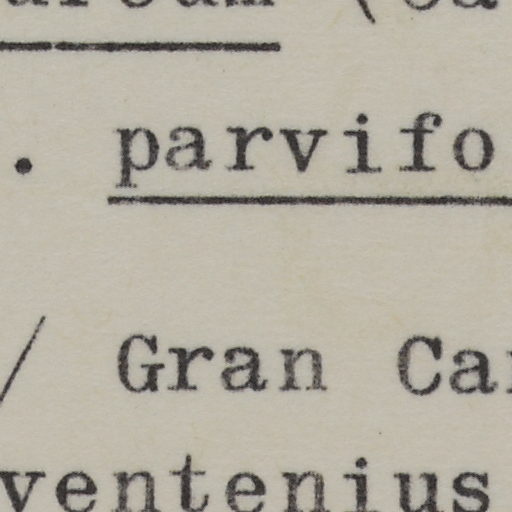 . parvifo
/ Gran Ca
ventenius